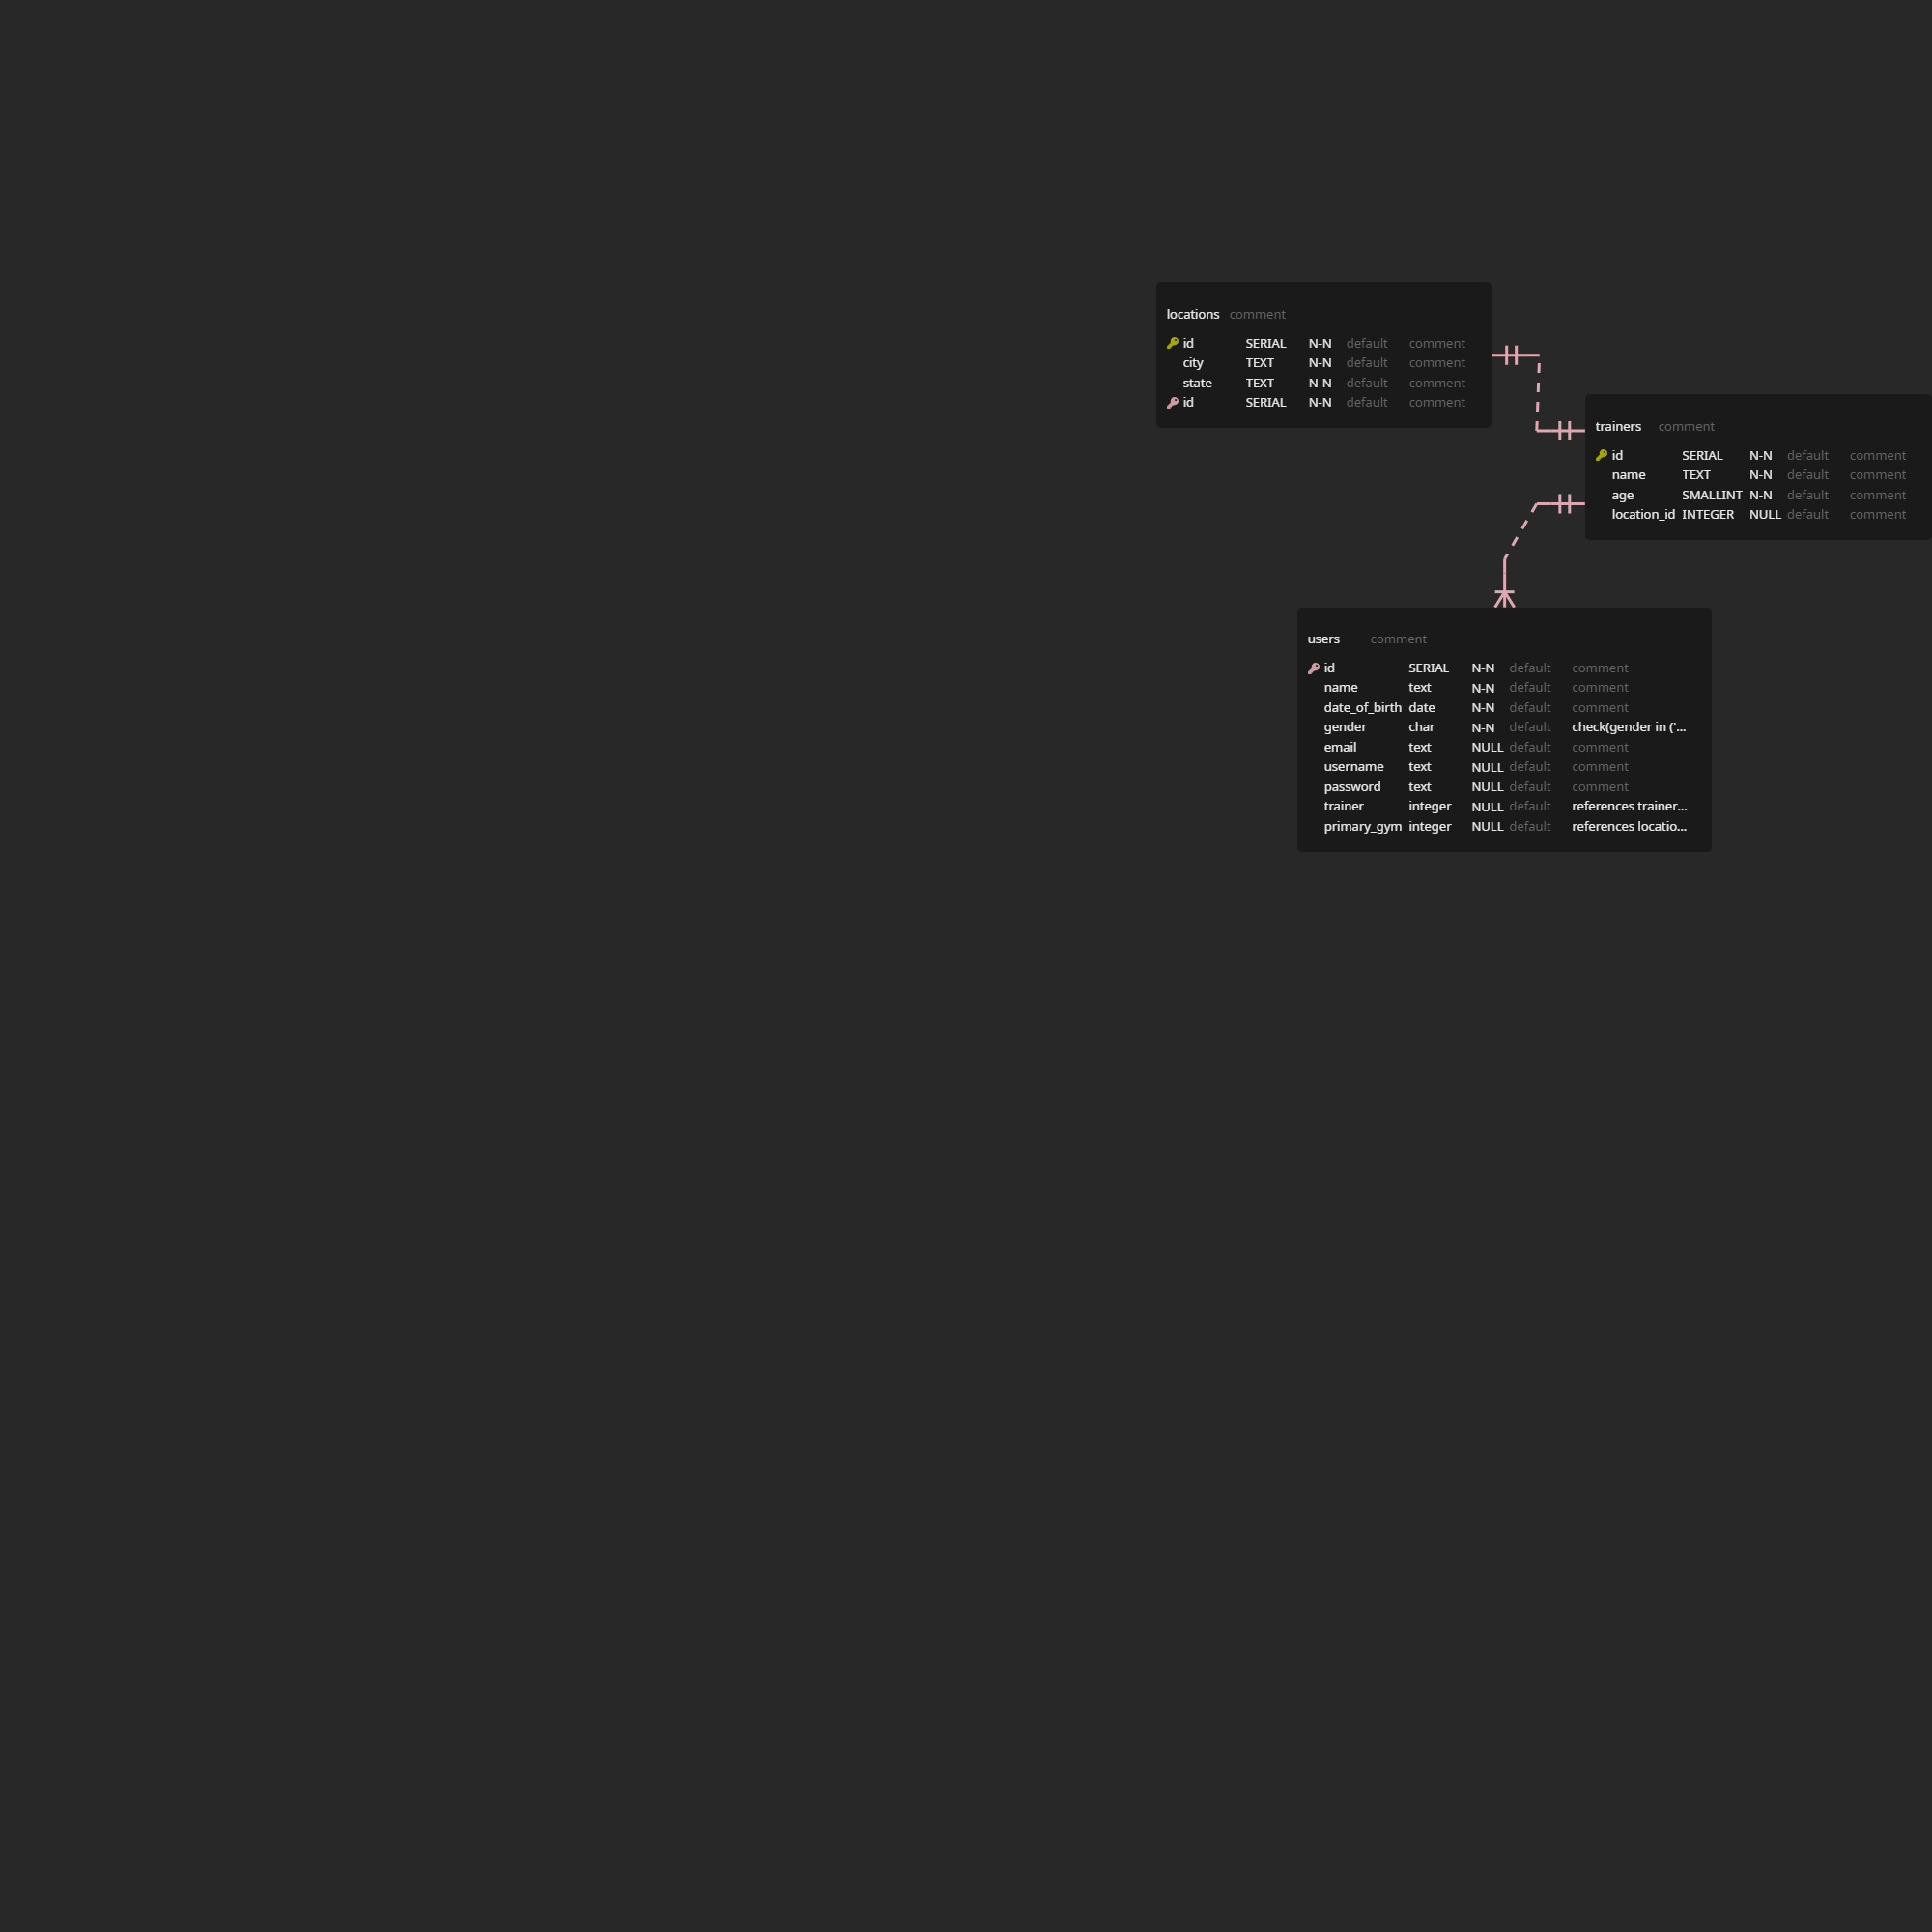 locations comment
id SERIAL N-N default comment
city TEXT N-N default comment
state TEXT N-N default comment
id SERIAL N-N default comment
trainers comment
id SERIAL N-N default comment
name TEXT N-N default comment
age SMALLINT N-N default comment
location_id INTEGER NULL default comment
users comment
id SERIAL N-N default comment
name text N-N default comment
date_of_birth date N-N default comment
gender char N-N default check(gender in ('...
email text NULL default comment
username text NULL default comment
password text NULL default comment
trainer integer NULL default references trainer...
primary_gym integer NULL default references locatio...